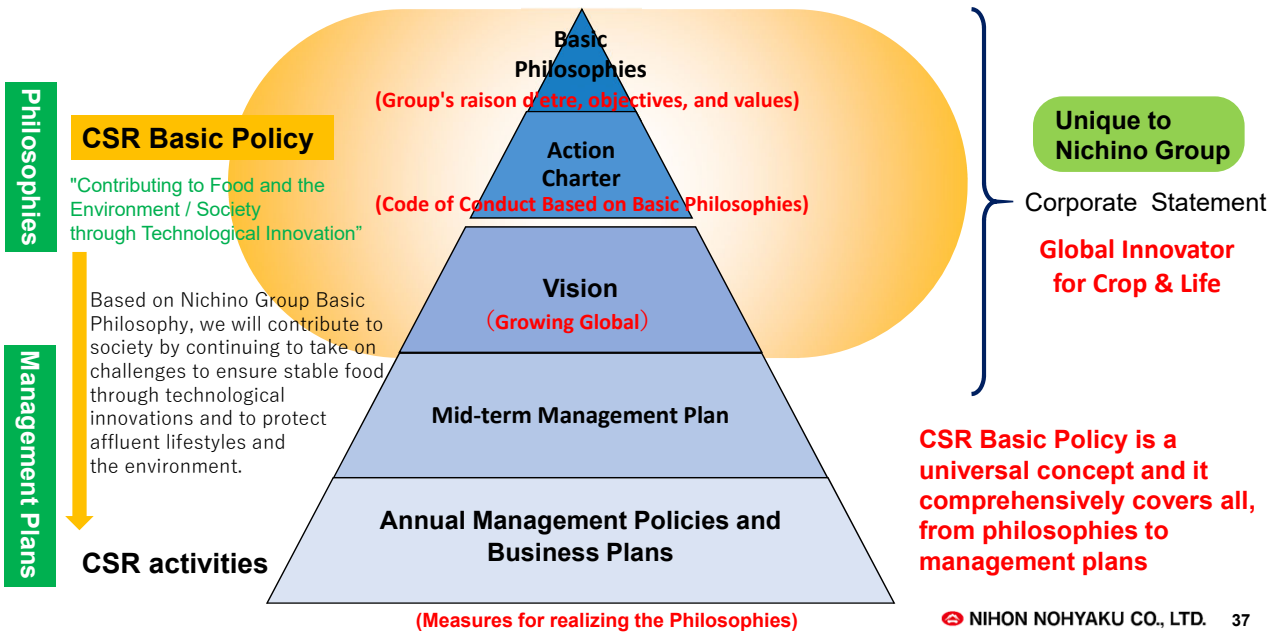 Philosophies
CSR Basic Policy
"Contributing to Food and the
Environment / Society
through Technological Innovation”
Based on Nichino Group Basic
Philosophy, we will contribute to
society by continuing to take on
challenges to ensure stable food
through technological
innovations and to protect
affluent lifestyles and
the environment.
Management Plans
CSR activities
Basic
Philosophies
(Group's raison d'etre, objectives, and values)
Action
Charter
(Code of Conduct Based on Basic Philosophies)
Vision
（Growing Global）
Mid-term Management Plan
Annual Management Policies and
Business Plans
(Measures for realizing the Philosophies)
Unique to
Nichino Group
Corporate Statement
Global Innovator
for Crop & Life
CSR Basic Policy is a
universal concept and it
comprehensively covers all,
from philosophies to
management plans
NIHON NOHYAKU CO., LTD. 37